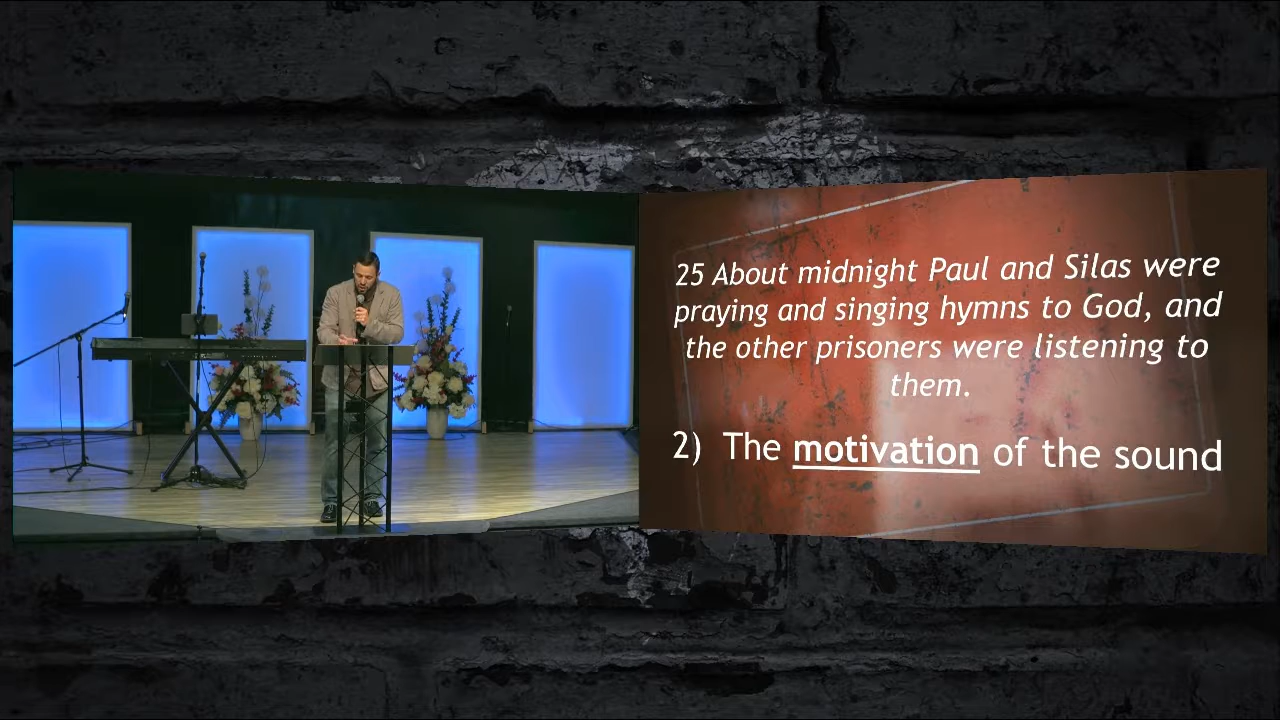 25 About midnight Paul and Silas were
praying and singing hymns to God, and
the other prisoners were listening to
them.
2) The motivation of the sound